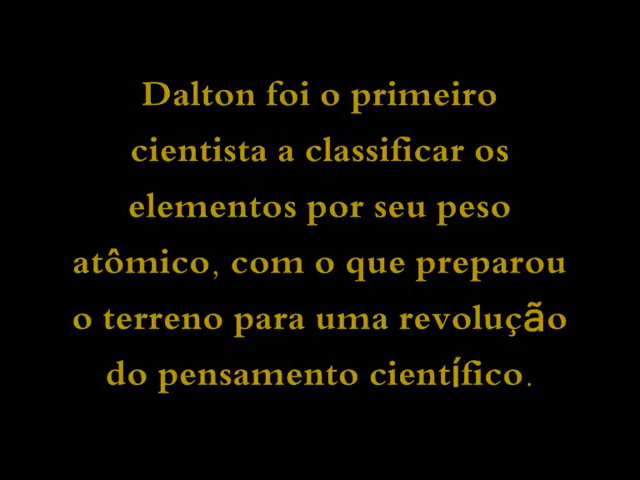 Dalton foi o primeiro
cientista a classificar os
elementos por seu peso
atômico, com o que preparou
o terreno para uma revolução
do pensamento científico.